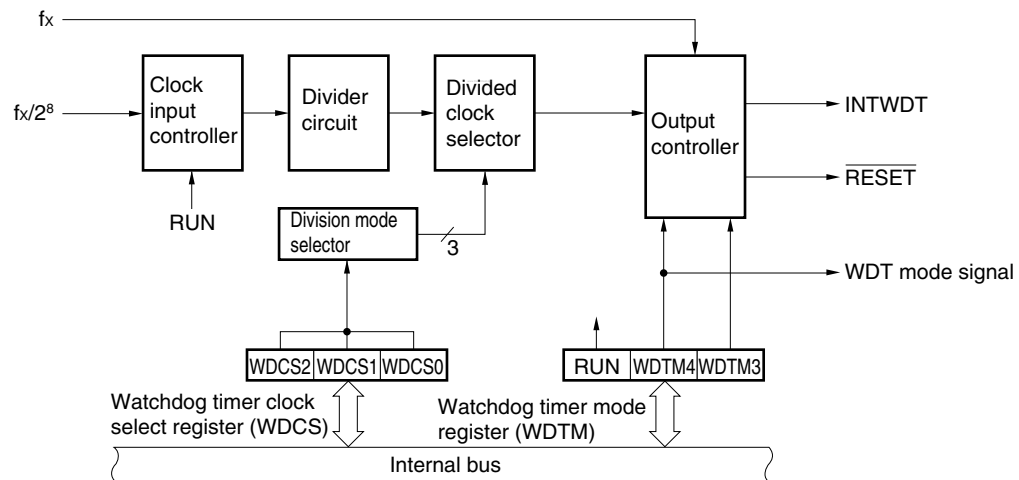 fX
fX/2⁸
Clock
input
controller
Divider
circuit
Divided
clock
selector
Output
controller
INTWDT
RESET
RUN
Division mode
selector
3
WDT mode signal
WDCS2 WDCS1 WDCS0
RUN WDTM4 WDTM3
Watchdog timer clock
select register (WDCS)
Watchdog timer mode
register (WDTM)
Internal bus